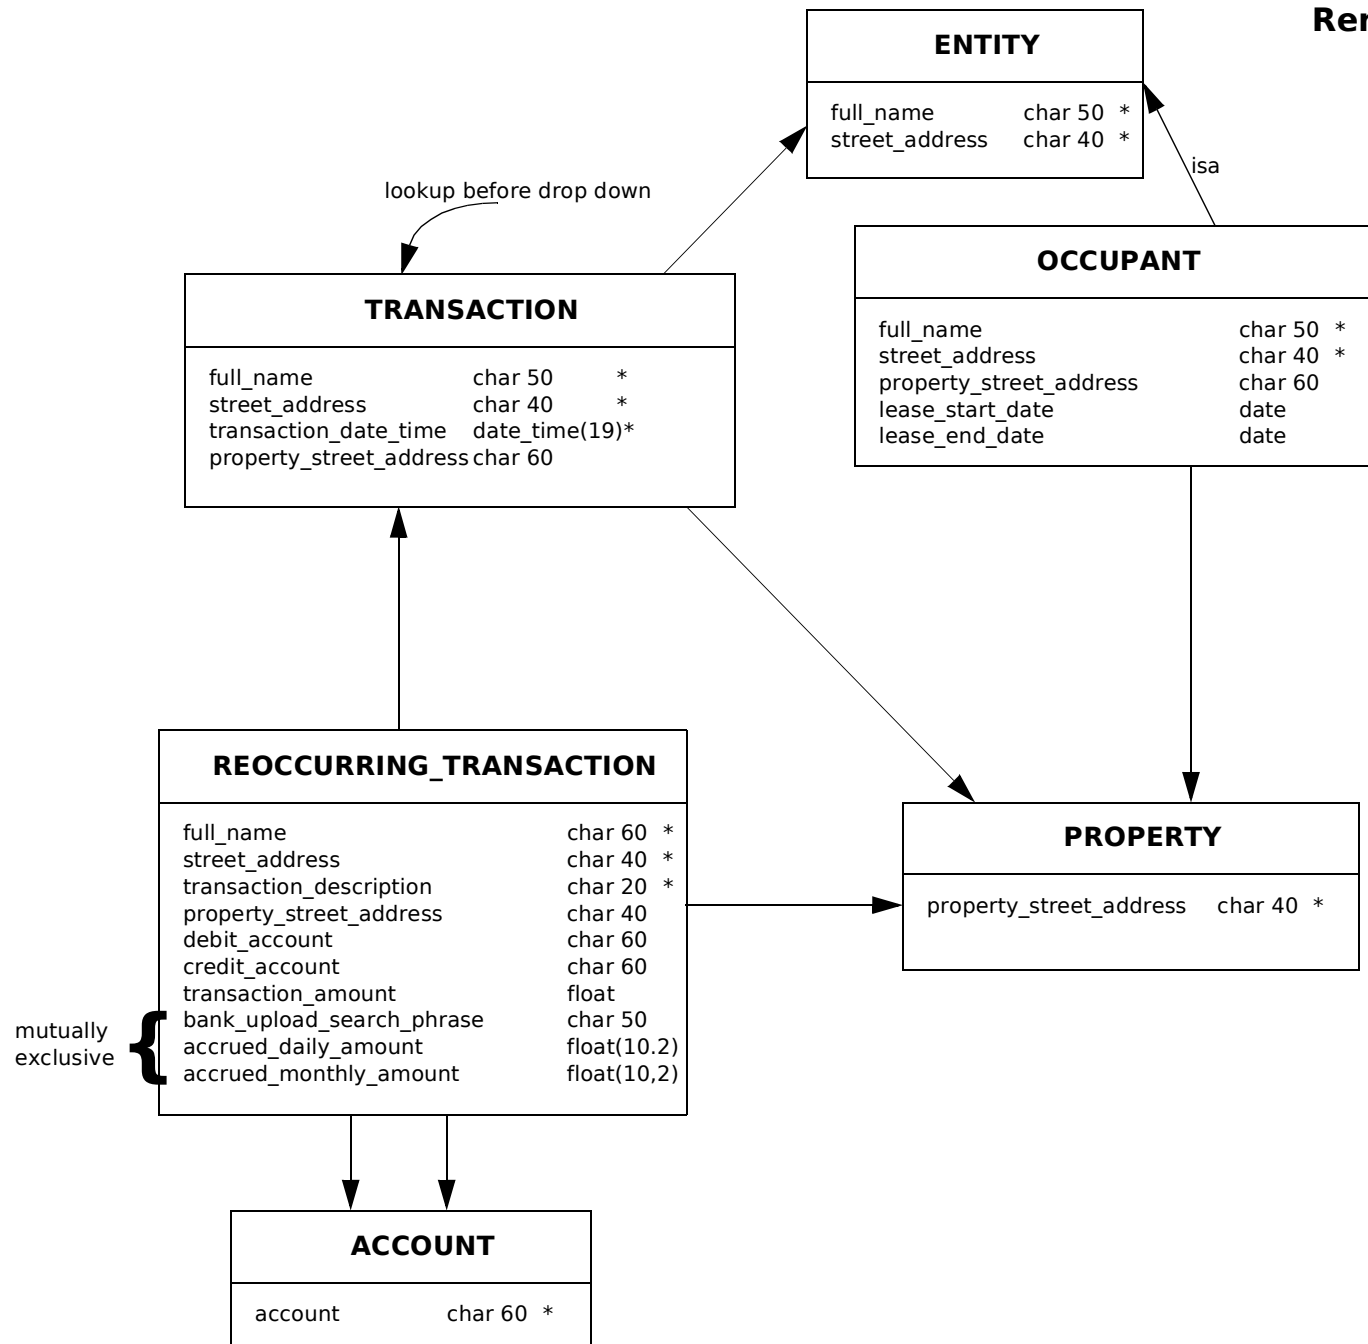 Ren
ENTITY
full_name char 50 *
street_address char 40 *
isa
lookup before drop down
OCCUPANT
full_name char 50 *
street_address char 40 *
property_street_address char 60
lease_start_date date
lease_end_date date
TRANSACTION
full_name char 50 *
street_address char 40 *
transaction_date_time date_time(19)*
property_street_address char 60
REOCCURRING_TRANSACTION
full_name char 60 *
street_address char 40 *
transaction_description char 20 *
property_street_address char 40
debit_account char 60
credit_account char 60
transaction_amount float
bank_upload_search_phrase char 50
accrued_daily_amount float(10.2)
accrued_monthly_amount float(10,2)
mutually
exclusive {
PROPERTY
property_street_address char 40 *
ACCOUNT
account char 60 *